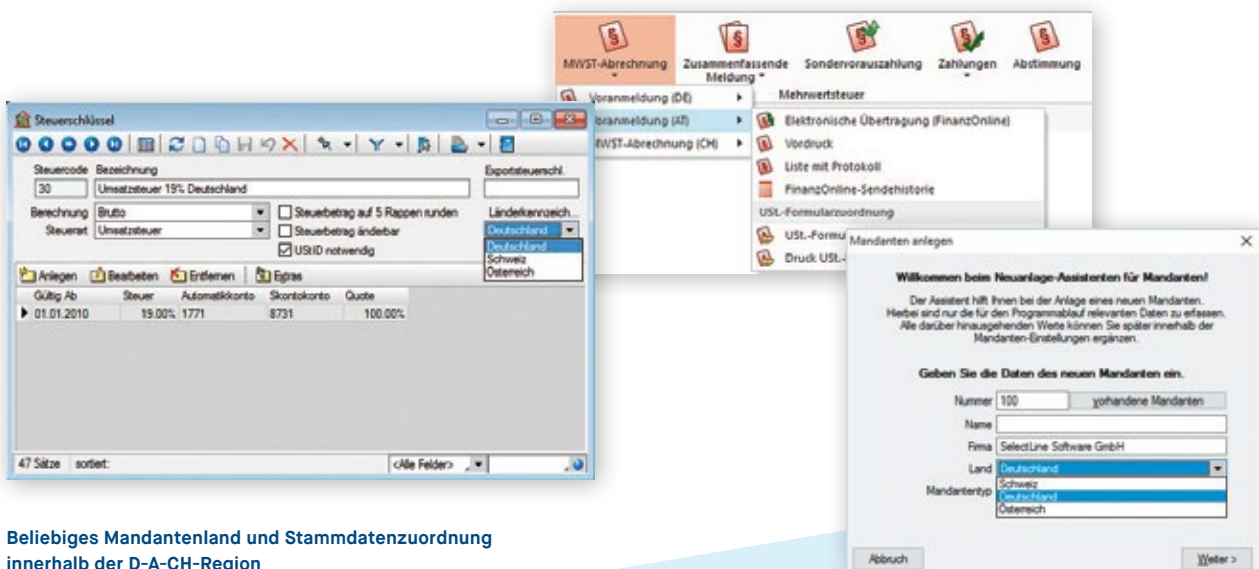 MWST-Abrechnung
Zusammenfassende
Meldung
Sondervorauszahlung
Zahlungen
Abstimmung
Voranmeldung (DE)
Mehrwertsteuer
Voranmeldung (AT)
Elektronische Übertragung (FinanzOnline)
MWST-Abrechnung (CH)
Vordruck
Liste mit Protokoll
FinanzOnline-Sendehistorie
USt.-Formularzuordnung
USt.-Formu
Druck USt.-
Steuerschlüssel
Steuercode Bezeichnung Exportsteuerschl.
30 Umsatzsteuer 19% Deutschland
Berechnung Brutto Steuerbetrag auf 5 Rappen runden Länderkennzeich...
Steuerart Umsatzsteuer Steuerbetrag änderbar Deutschland
UStID notwendig Deutschland
Schweiz
Österreich
Anlegen Bearbeiten Entfernen Extras
Gültig Ab Steuer Automatikkonto Skontokonto Quote
01.01.2010 19.00% 1771 8731 100.00%
47 Sätze sortiert: <Alle Felder>
Mandanten anlegen
Willkommen beim Neuanlage-Assistenten für Mandanten!
Der Assistent hilft Ihnen bei der Anlage eines neuen Mandanten.
Hierbei sind nur die für den Programmablauf relevanten Daten zu erfassen.
Alle darüber hinausgehenden Werte können Sie später innerhalb der
Mandanten-Einstellungen ergänzen.
Geben Sie die Daten des neuen Mandanten ein.
Nummer 100 vorhandene Mandanten
Name
Firma SelectLine Software GmbH
Land Deutschland
Mandantentyp
Schweiz
Deutschland
Österreich
Abbruch Weiter >
Beliebiges Mandantenland und Stammdatenzuordnung
innerhalb der D-A-CH-Region